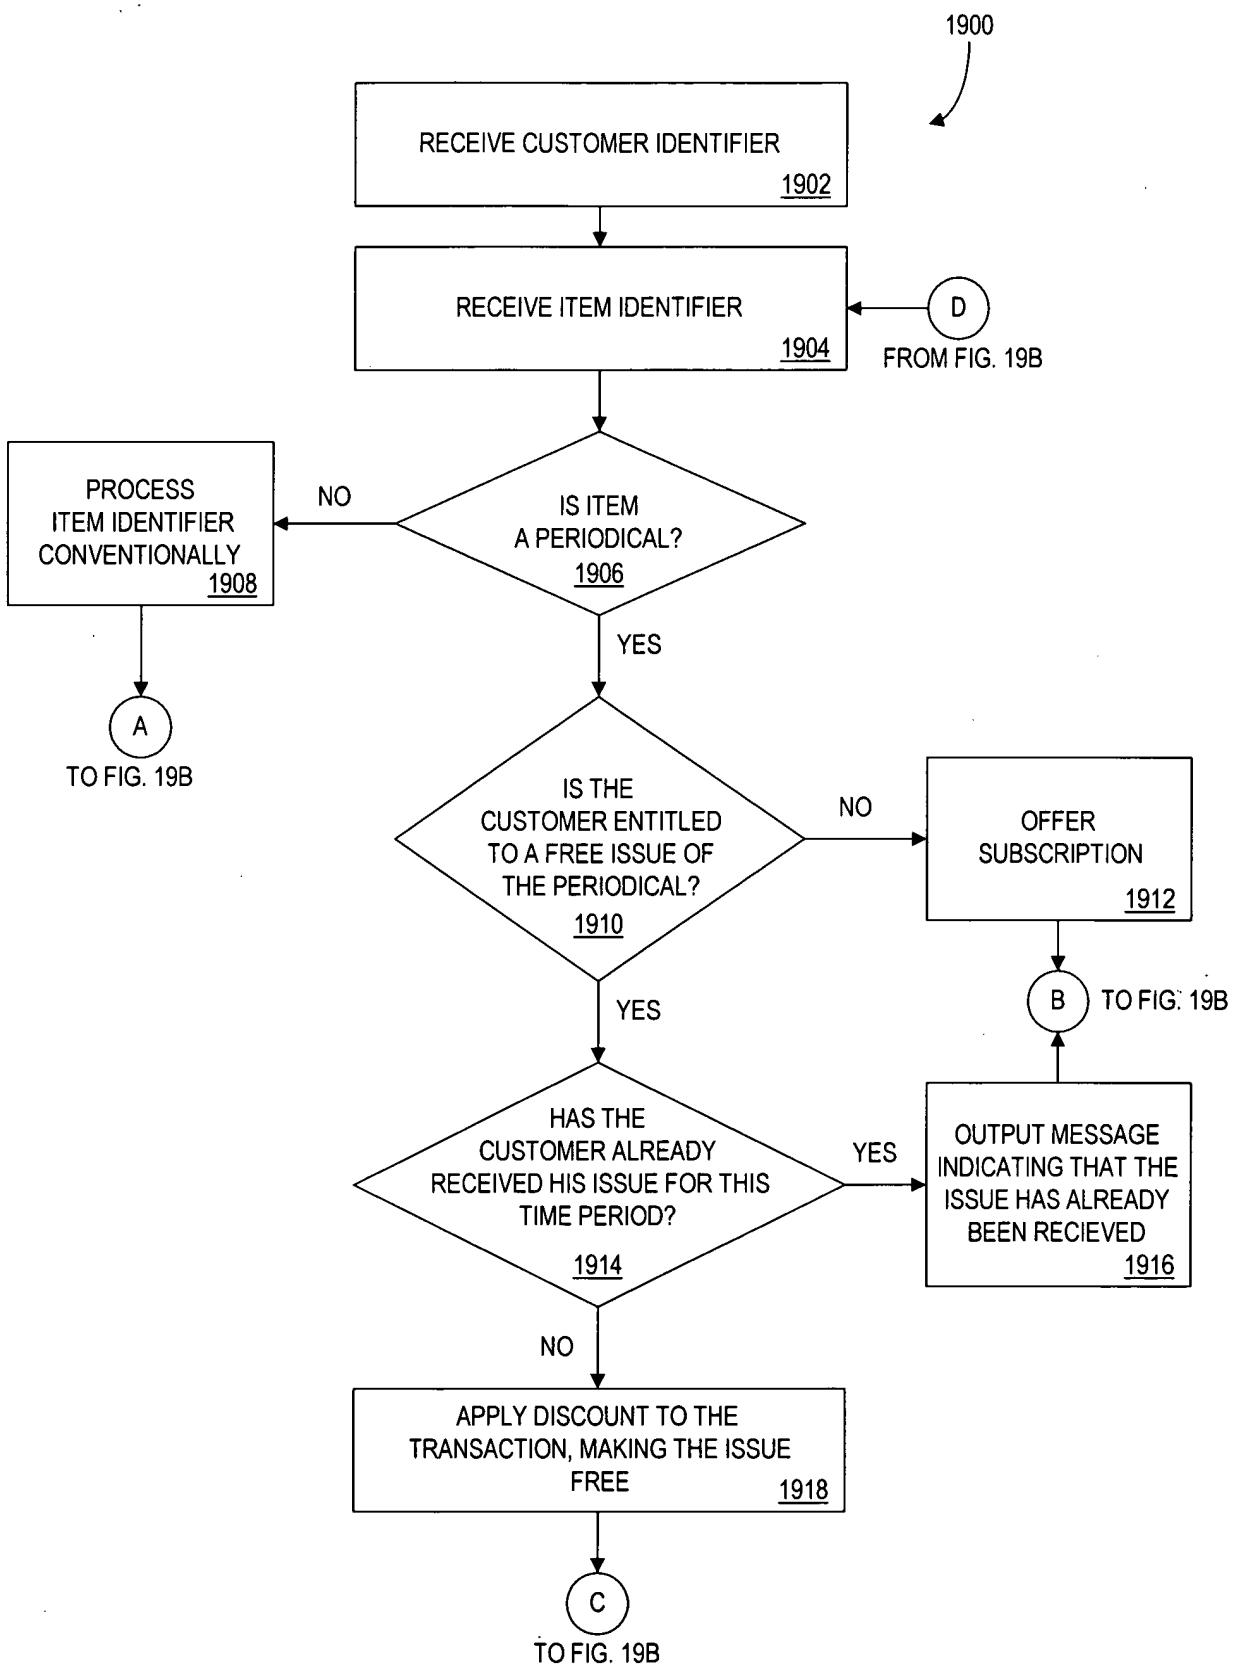 1900
RECEIVE CUSTOMER IDENTIFIER
1902
RECEIVE ITEM IDENTIFIER
1904
D
FROM FIG. 19B
IS ITEM
A PERIODICAL?
1906
NO
PROCESS
ITEM IDENTIFIER
CONVENTIONALLY
1908
A
TO FIG. 19B
YES
IS THE
CUSTOMER ENTITLED
TO A FREE ISSUE OF
THE PERIODICAL?
1910
NO
OFFER
SUBSCRIPTION
1912
B
TO FIG. 19B
YES
HAS THE
CUSTOMER ALREADY
RECEIVED HIS ISSUE FOR THIS
TIME PERIOD?
1914
YES
OUTPUT MESSAGE
INDICATING THAT THE
ISSUE HAS ALREADY
BEEN RECIEVED
1916
NO
APPLY DISCOUNT TO THE
TRANSACTION, MAKING THE ISSUE
FREE
1918
C
TO FIG. 19B